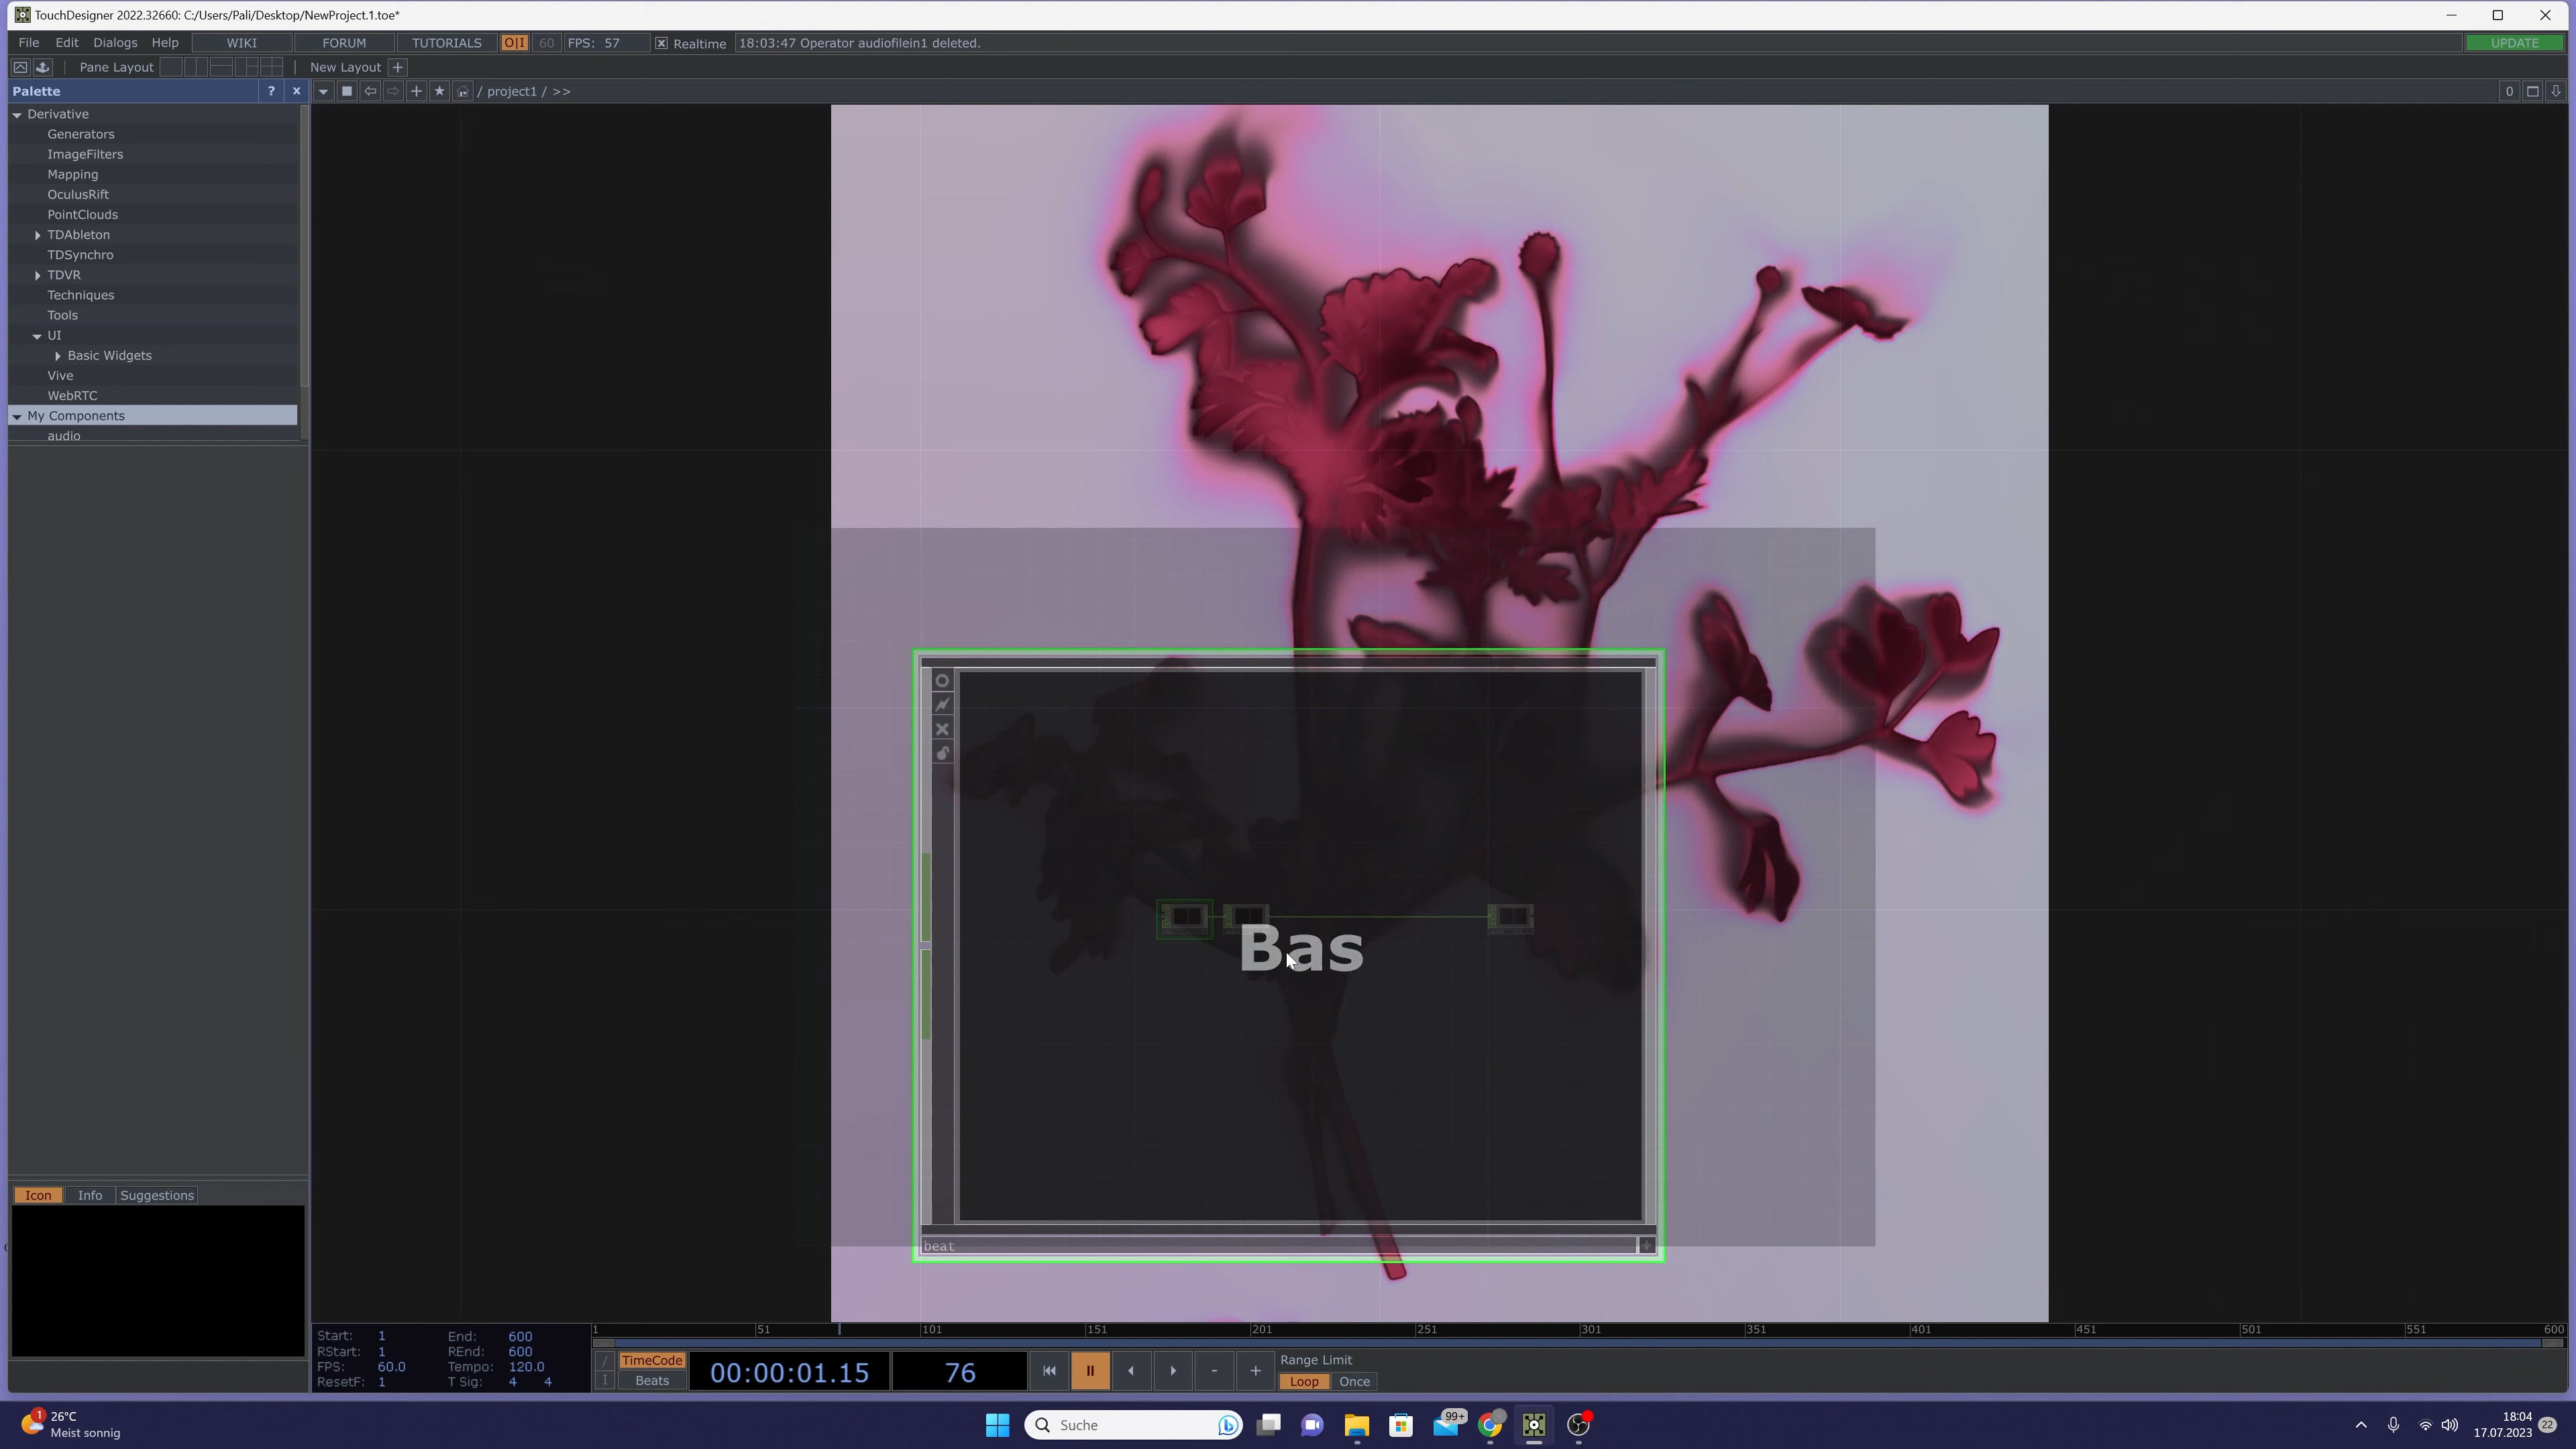 TouchDesigner 2022.32660: C:/Users/Pali/Desktop/NewProject.1.toe*
File Edit Dialogs Help WIKI FORUM TUTORIALS O|I 60 FPS: 57 Realtime 18:03:47 Operator audiofilein1 deleted. UPDATE
Pane Layout New Layout +
Palette ? x / project1 / >> 0
Derivative
Generators
ImageFilters
Mapping
OculusRift
PointClouds
TDAbleton
TDSynchro
TDVR
Techniques
Tools
UI
Basic Widgets
Vive
WebRTC
My Components
audio
Bas
beat
Icon Info Suggestions
1 51 101 151 201 251 301 351 401 451 501 551 600
Start: 1 End: 600
RStart: 1 REnd: 600
FPS: 60.0 Tempo: 120.0
ResetF: 1 T Sig: 4 4
/ TimeCode
I Beats
00:00:01.15 76 - +
Range Limit
Loop Once
1 26°C
Meist sonnig
Suche
99+
18:04
17.07.2023
22